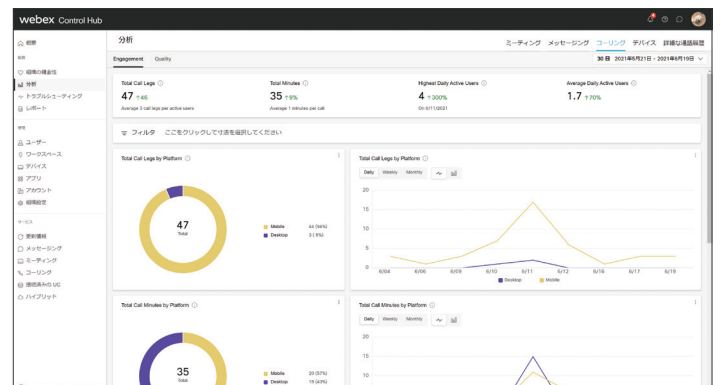 webex Control Hub
概要
分析
ミーティング メッセージング コーリング デバイス 詳細な通話履歴
Engagement Quality
30 日 2021年5月21日 - 2021年6月19日
組織の健全性
分析
トラブルシューティング
レポート
管理
ユーザー
ワークスペース
デバイス
アプリ
アカウント
組織設定
サービス
更新情報
メッセージング
ミーティング
コーリング
接続済みの UC
ハイブリッド
Total Call Legs
47 +46
Average 3 call legs per active users
Total Minutes
35 +9%
Average 1 minutes per call
Highest Daily Active Users
4 +300%
On 6/11/2021
Average Daily Active Users
1.7 +70%
フィルタ ここをクリックして寸法を選択してください
Total Call Legs by Platform
47
Total
Mobile 44 (94%)
Desktop 3 ( 6%)
Total Call Legs by Platform
Daily Weekly Monthly
20
15
10
5
0
6/04 6/06 6/09 6/10 6/11 6/12 6/16 6/17 6/19
Desktop Mobile
Total Call Minutes by Platform
35
Total
Mobile 20 (57%)
Desktop 15 (43%)
Total Call Minutes by Platform
Daily Weekly Monthly
20
15
10